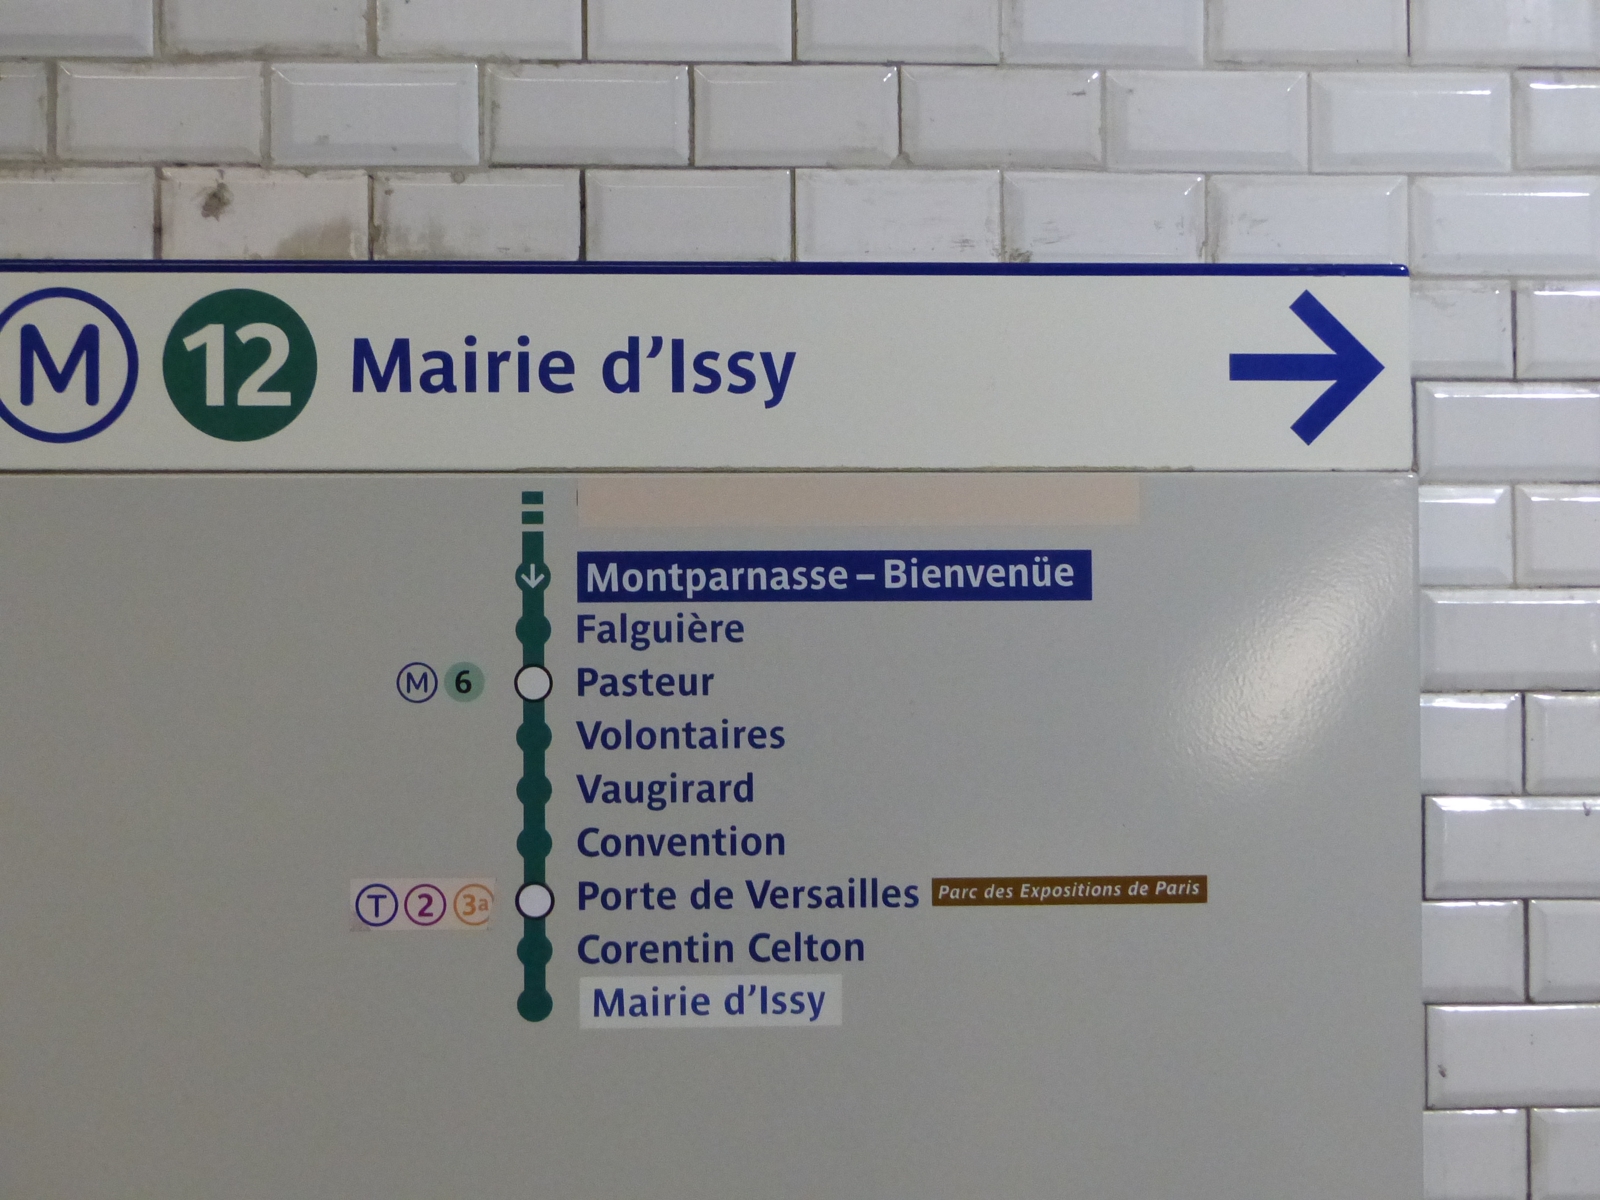 M 12 Mairie d’Issy
Montparnasse – Bienvenüe
Falguière
M 6 Pasteur
Volontaires
Vaugirard
Convention
T 2 3a Porte de Versailles Parc des Expositions de Paris
Corentin Celton
Mairie d’Issy